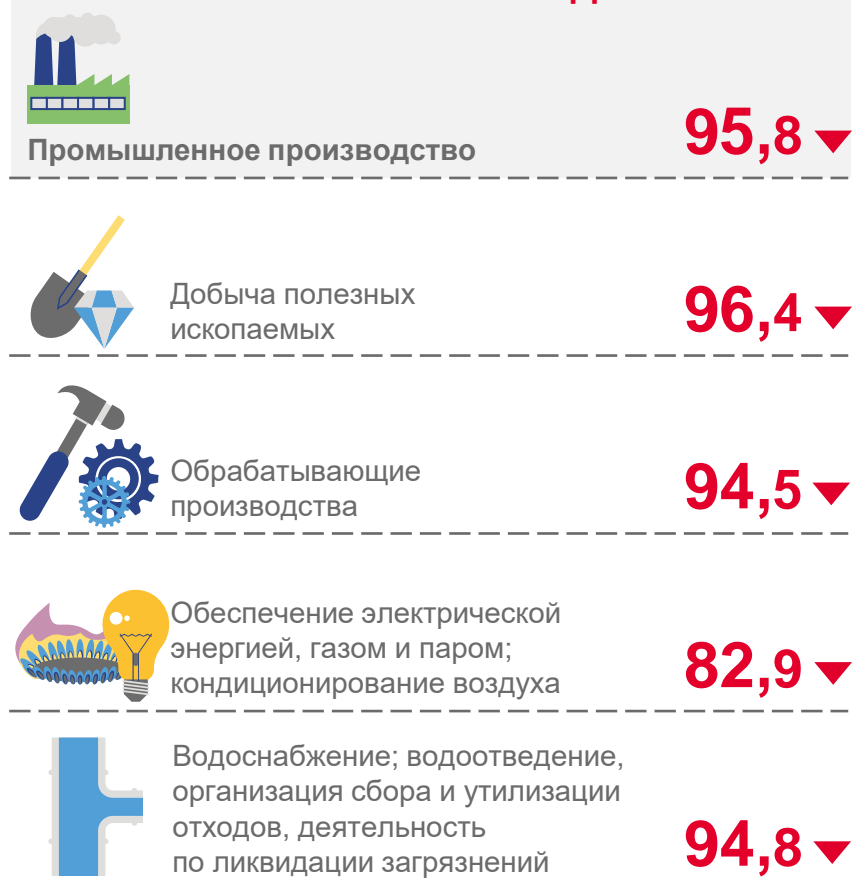 Промышленное производство
95,8
Добыча полезных
ископаемых
96,4
Обрабатывающие
производства
94,5
Обеспечение электрической
энергией, газом и паром;
кондиционирование воздуха
82,9
Водоснабжение; водоотведение,
организация сбора и утилизации
отходов, деятельность
по ликвидации загрязнений
94,8